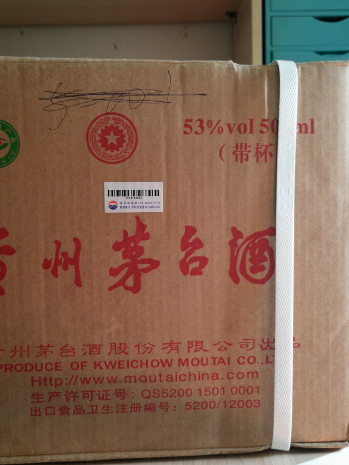 53%vol 50 ml
（带杯
州茅台酒
州茅台酒股份有限公司出品
PRODUCE OF KWEICHOW MOUTAI CO.,L
Http://www.moutaichina.com
生产许可证号：QS5200 1501 0001
出口食品卫生注册编号：5200/12003